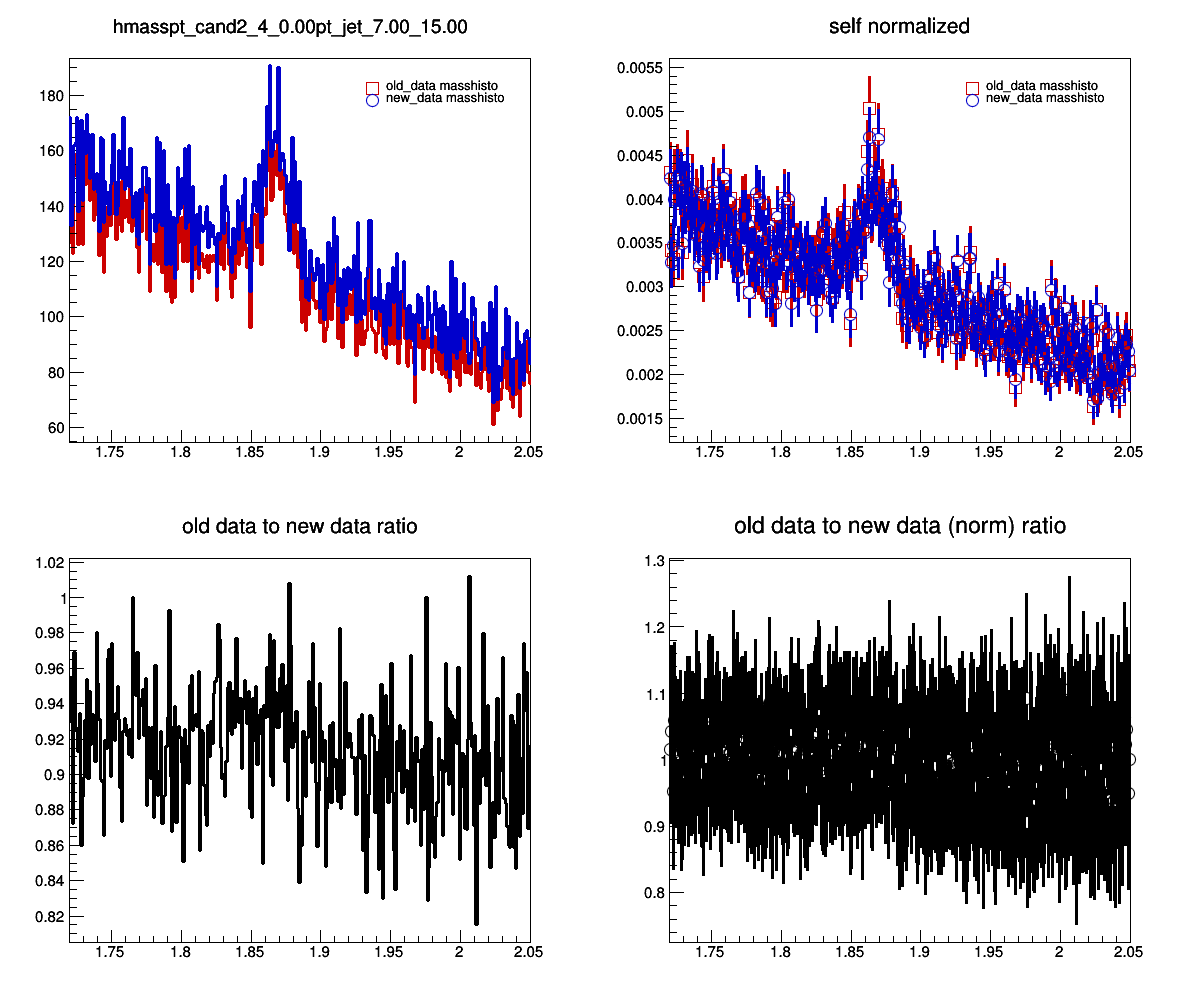 hmasspt_cand2_4_0.00pt_jet_7.00_15.00
old_data masshisto
new_data masshisto
180
160
140
120
100
80
60
1.75 1.8 1.85 1.9 1.95 2 2.05
self normalized
old_data masshisto
new_data masshisto
0.0055
0.005
0.0045
0.004
0.0035
0.003
0.0025
0.002
0.0015
1.75 1.8 1.85 1.9 1.95 2 2.05
old data to new data ratio
1.02
1
0.98
0.96
0.94
0.92
0.9
0.88
0.86
0.84
0.82
1.75 1.8 1.85 1.9 1.95 2 2.05
old data to new data (norm) ratio
1.3
1.2
1.1
1
0.9
0.8
1.75 1.8 1.85 1.9 1.95 2 2.05